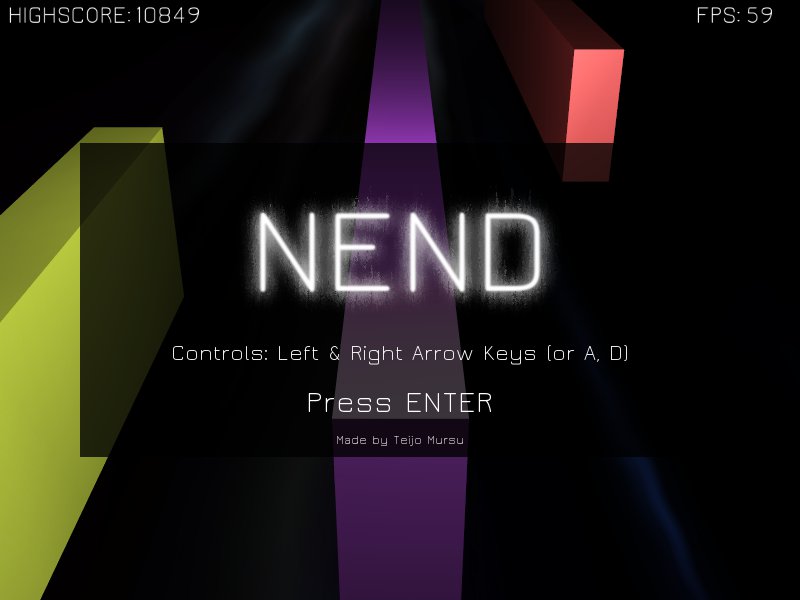 HIGHSCORE: 10849
FPS: 59
NEND
Controls: Left & Right Arrow Keys (or A, D)
Press ENTER
Made by Teijo Mursu